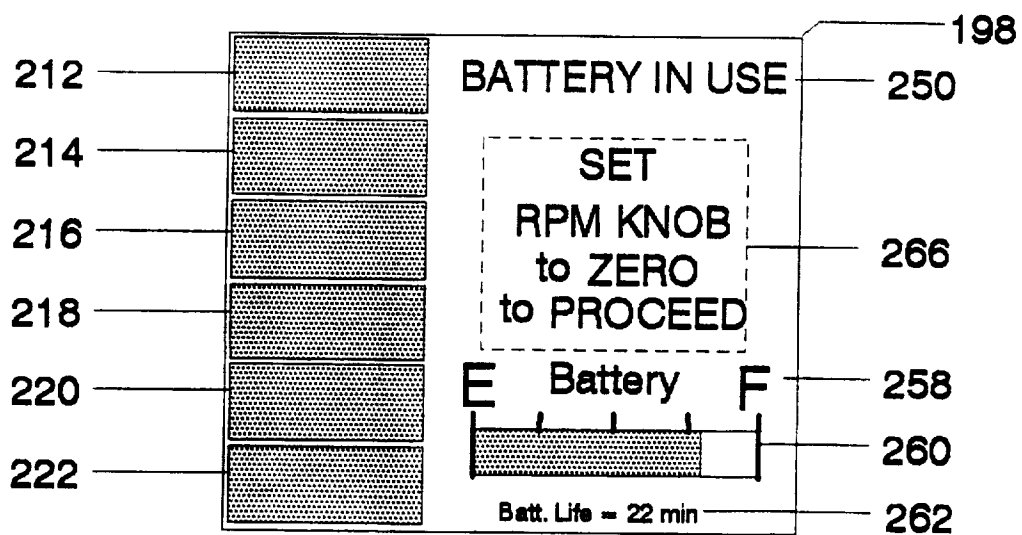 198
212
BATTERY IN USE
250
214
SET
RPM KNOB
to ZERO
to PROCEED
216
266
218
220
E Battery F
258
260
222
Batt. Life = 22 min
262